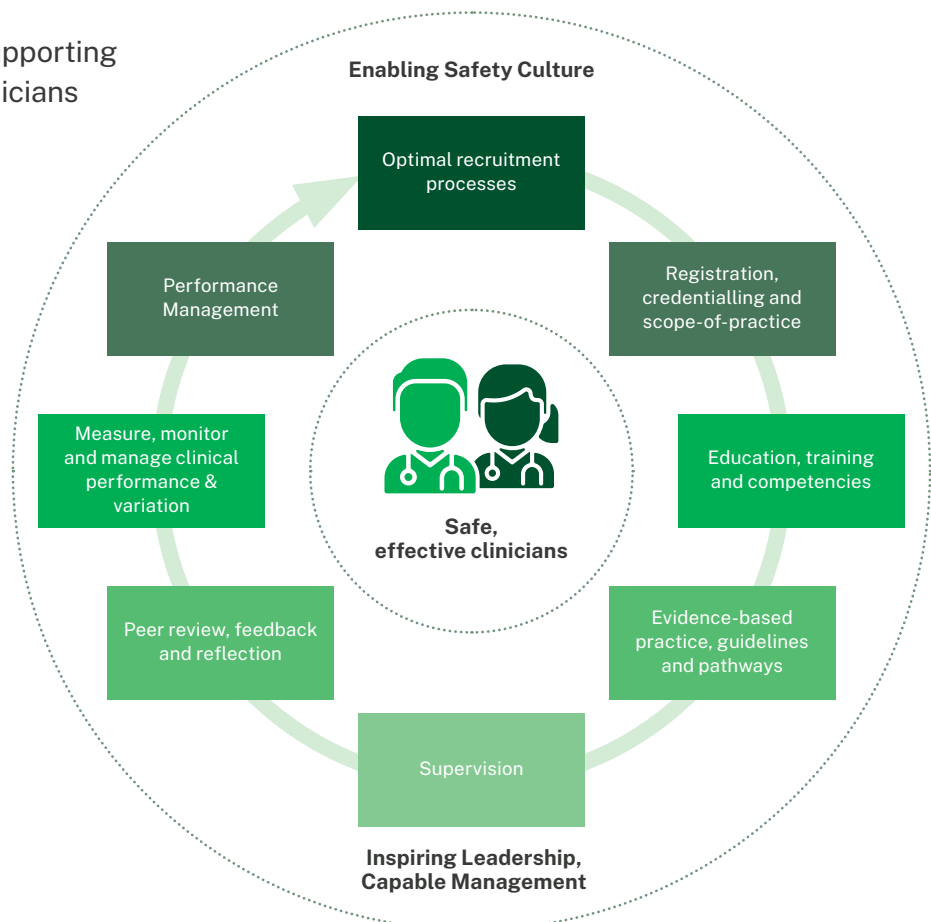 Enabling Safety Culture
Optimal recruitment
processes
Registration,
credentialling and
scope-of-practice
Education, training
and competencies
Evidence-based
practice, guidelines
and pathways
Supervision
Peer review, feedback
and reflection
Measure, monitor
and manage clinical
performance &
variation
Performance
Management
Safe,
effective clinicians
Inspiring Leadership,
Capable Management